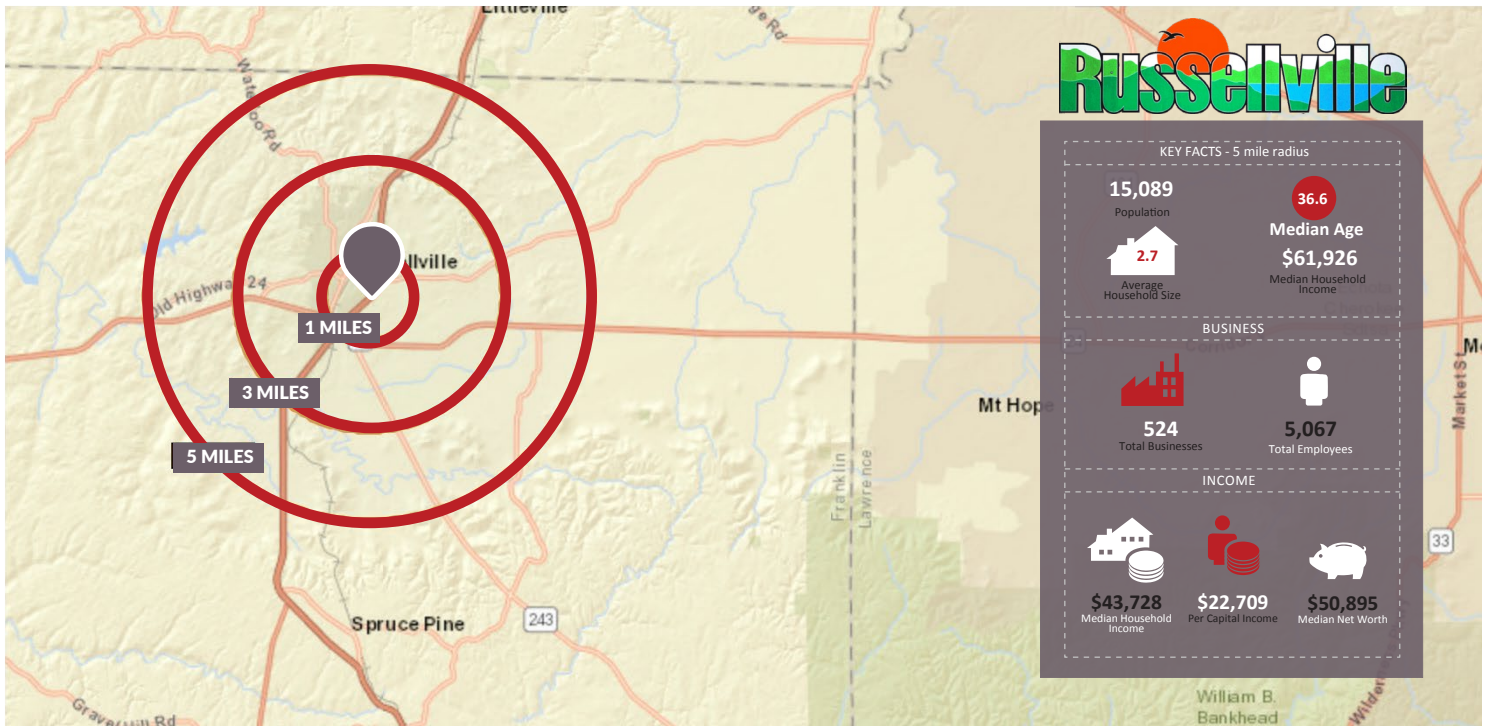 Littleville
ge Rd
Waterloo Rd
llville
Old Highway 24
1 MILES
3 MILES
5 MILES
Mt Hope
Franklin
Lawrence
Spruce Pine
243
33
Market St
William B.
Bankhead
Russellville
KEY FACTS - 5 mile radius
15,089
Population
36.6
Median Age
2.7
Average
Household Size
$61,926
Median Household
Income
BUSINESS
524
Total Businesses
5,067
Total Employees
INCOME
$43,728
Median Household
Income
$22,709
Per Capital Income
$50,895
Median Net Worth